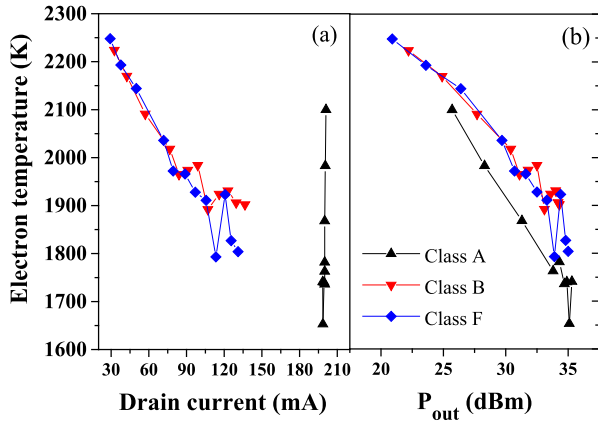 2300
2200
2100
2000
1900
1800
1700
1600
Electron temperature (K)
(a)
30 60 90 120 150 180 210
Drain current (mA)
(b)
Class A
Class B
Class F
20 25 30 35
Pout (dBm)